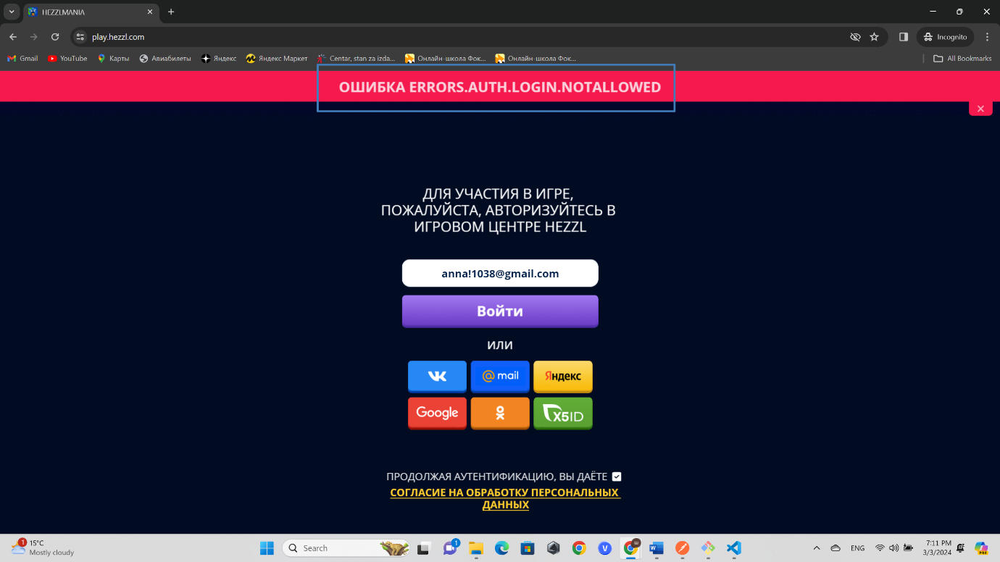 HEZZLMANIA
play.hezzl.com
Incognito
Gmail
YouTube
Карты
Авиабилеты
Яндекс
Яндекс Маркет
Centar, stan za izda...
Онлайн-школа Фок...
Онлайн-школа Фок...
All Bookmarks
ОШИБКА ERRORS.AUTH.LOGIN.NOTALLOWED
ДЛЯ УЧАСТИЯ В ИГРЕ,
ПОЖАЛУЙСТА, АВТОРИЗУЙТЕСЬ В
ИГРОВОМ ЦЕНТРЕ HEZZL
anna!1038@gmail.com
Войти
ИЛИ
@mail
Яндекс
Google
X5ID
ПРОДОЛЖАЯ АУТЕНТИФИКАЦИЮ, ВЫ ДАЁТЕ
СОГЛАСИЕ НА ОБРАБОТКУ ПЕРСОНАЛЬНЫХ
ДАННЫХ
1
15°C
Mostly cloudy
Search
1
V
W
ENG
7:11 PM
3/3/2024
PRE